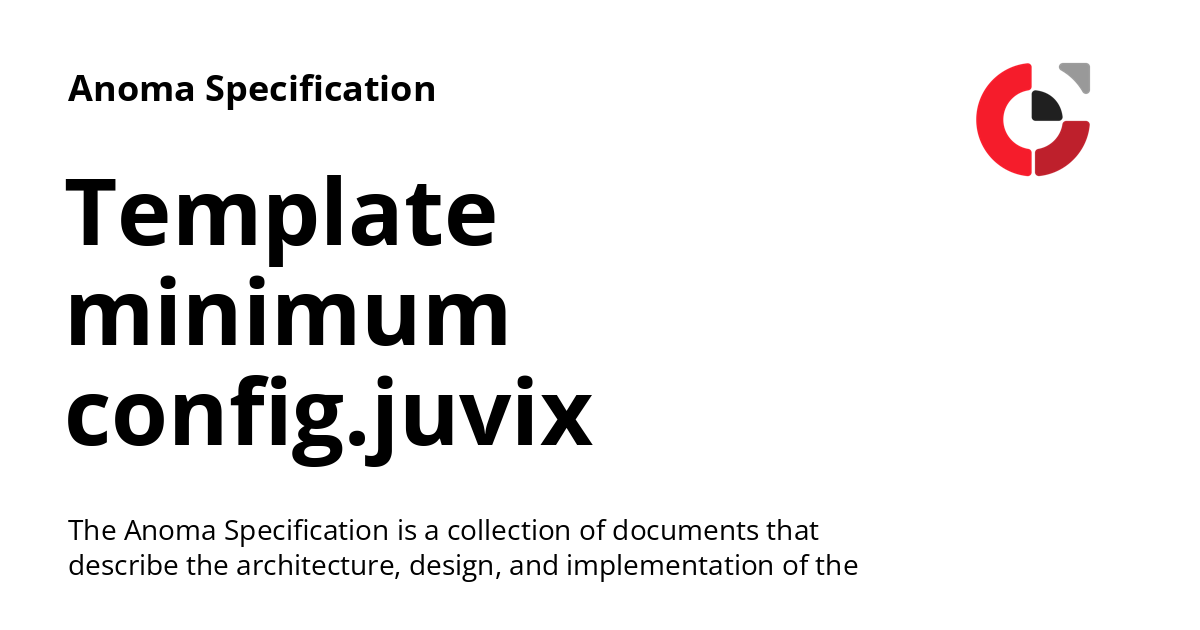 Anoma Specification
Template
minimum
config.juvix
The Anoma Specification is a collection of documents that
describe the architecture, design, and implementation of the